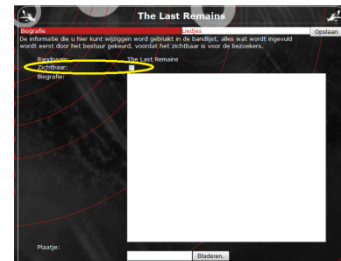 The Last Remains
Biografie Liedjes Opslaan
De informatie die u hier kunt wijziggen word gebruikt in de bandlijst, alles wat wordt ingevuld
wordt eerst door het bestuur gekeurd, voordat het zichtbaar is voor de bezoekers.
Bandnaam: The Last Remains
Zichtbaar:
Biografie:
Plaatje:
Bladeren..